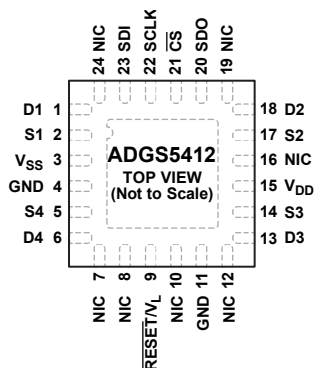 24 NIC
23 SDI
22 SCLK
21 CS
20 SDO
19 NIC
D1 1
S1 2
VSS 3
GND 4
S4 5
D4 6
ADGS5412
TOP VIEW
(Not to Scale)
18 D2
17 S2
16 NIC
15 VDD
14 S3
13 D3
NIC 7
NIC 8
RESET/VL 9
NIC 10
GND 11
NIC 12